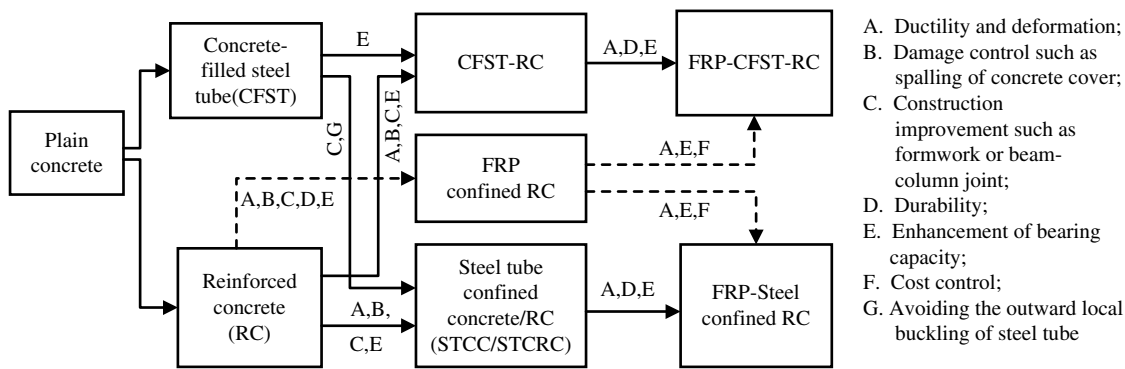 Plain
concrete
Concrete-
filled steel
tube(CFST)
Reinforced
concrete
(RC)
E
C,G
A,B,C,E
A,B,C,D,E
A,B,
C,E
CFST-RC
FRP
confined RC
Steel tube
confined
concrete/RC
(STCC/STCRC)
A,D,E
A,E,F
A,E,F
A,D,E
FRP-CFST-RC
FRP-Steel
confined RC
A. Ductility and deformation;
B. Damage control such as
spalling of concrete cover;
C. Construction
improvement such as
formwork or beam-
column joint;
D. Durability;
E. Enhancement of bearing
capacity;
F. Cost control;
G. Avoiding the outward local
buckling of steel tube